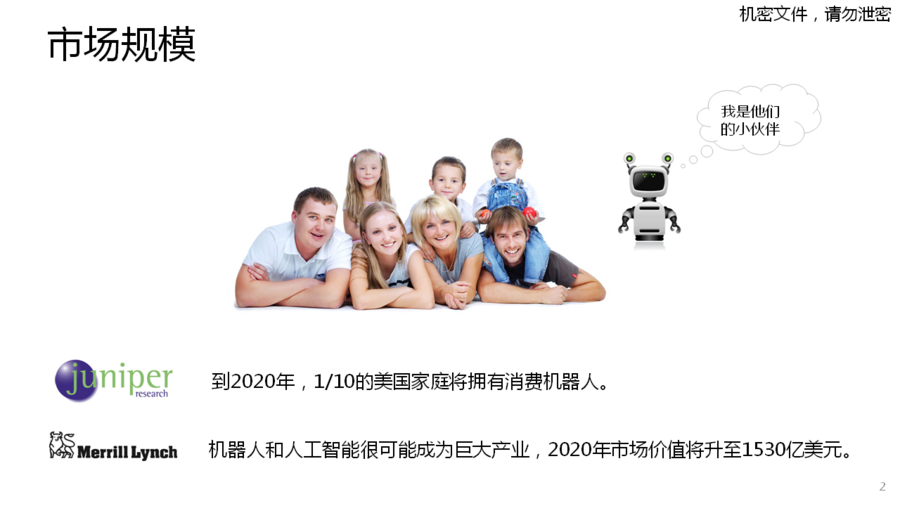 机密文件，请勿泄密
市场规模
我是他们
的小伙伴
juniper
research
到2020年，1/10的美国家庭将拥有消费机器人。
Merrill Lynch
机器人和人工智能很可能成为巨大产业，2020年市场价值将升至1530亿美元。
2